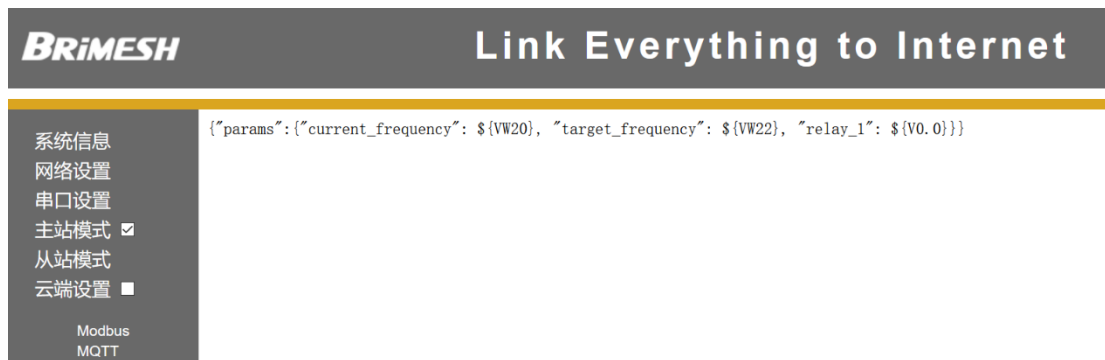 BRiMESH
Link Everything to Internet
系统信息
网络设置
串口设置
主站模式
从站模式
云端设置
Modbus
MQTT
{"params":{"current_frequency": ${VW20}, "target_frequency": ${VW22}, "relay_1": ${V0.0}}}